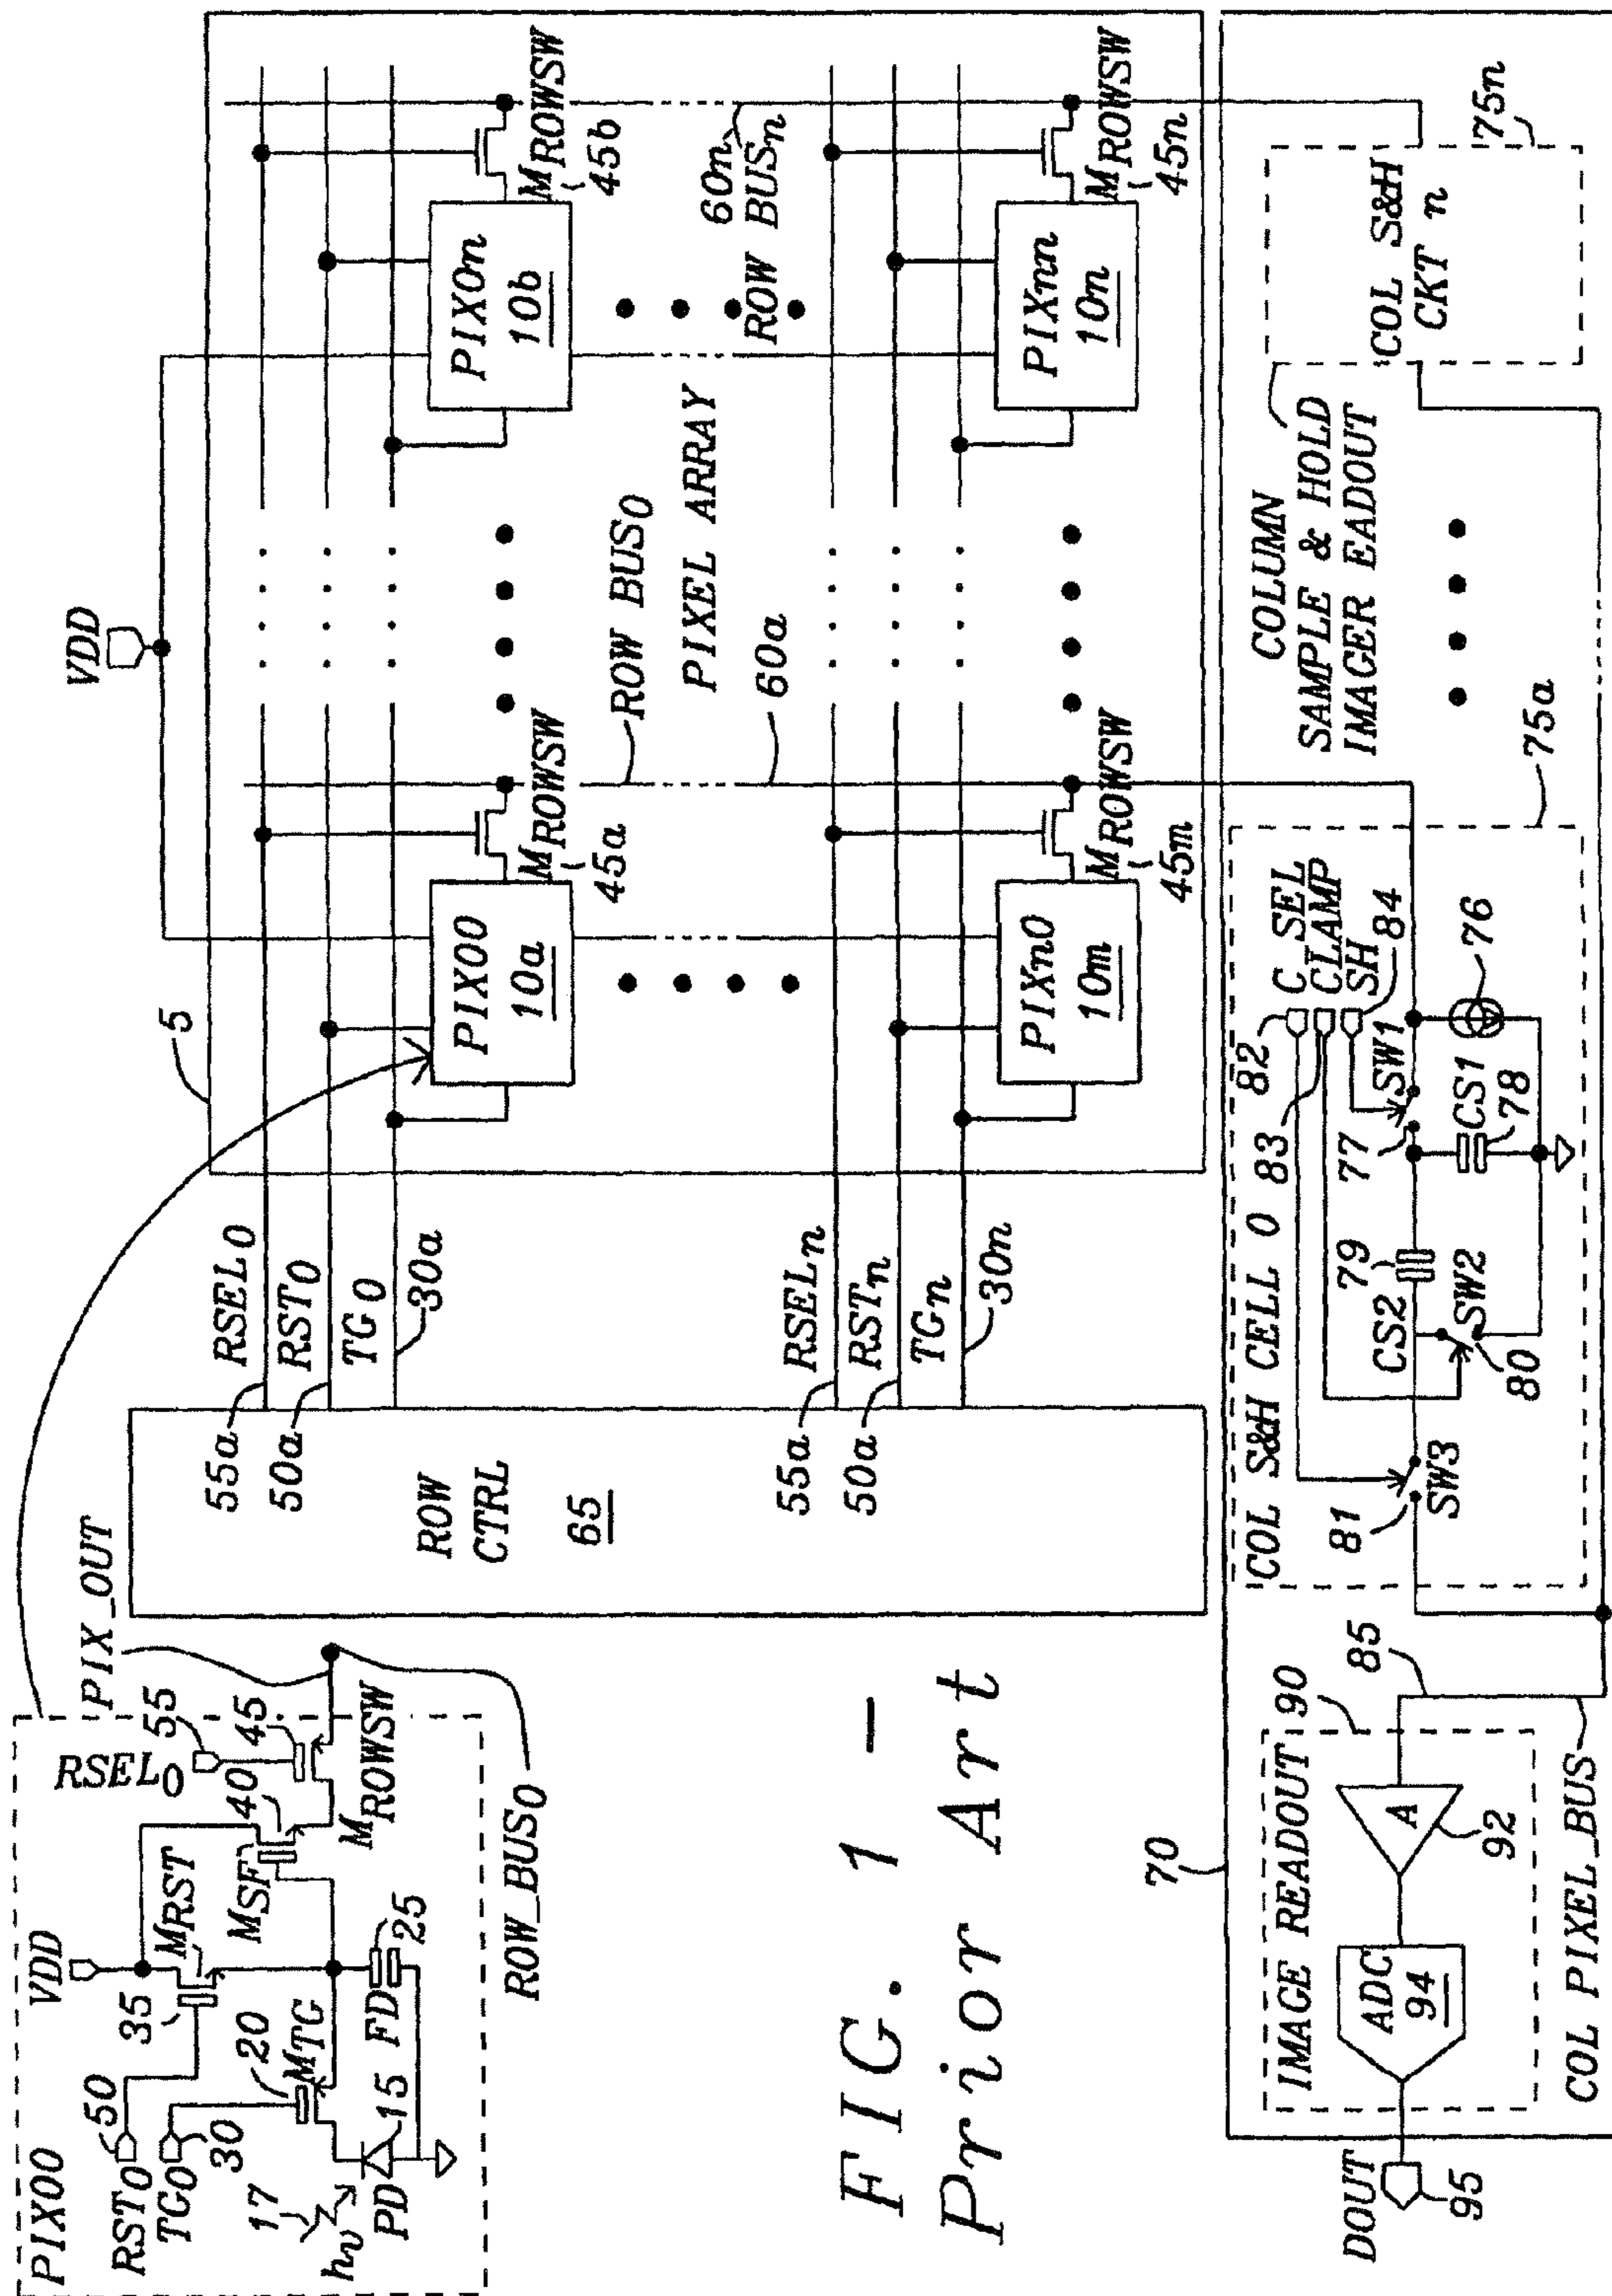 PIX00
RST0
50
TG0
30
17
hυ
PD
15
20
MTG
35
VDD
MRST
MSF
FD
25
40
RSEL0
55
45
MROWSW
PIX_OUT
ROW_BUS0
ROW
CTRL
65
55a
RSEL0
50a
RST0
TG0
30a
55a
RSELn
50a
RSTn
TGn
30n
5
VDD
PIX00
10a
MROWSW
45a
ROW BUS0
PIXEL ARRAY
60a
PIX0n
10b
MROWSW
45b
60n
ROW BUSn
PIXn0
10m
MROWSW
45m
PIXnn
10n
MROWSW
45n
FIG. 1 –
Prior Art
70
IMAGE READOUT
90
ADC
94
A
92
DOUT
95
85
COL PIXEL_BUS
COL S&H CELL 0
81
SW3
83
82
C SEL
CLAMP
SH
84
79
CS2
SW2
80
77
SW1
CS1
78
76
75a
COLUMN
SAMPLE & HOLD
IMAGER EADOUT
COL S&H
CKT n
75n